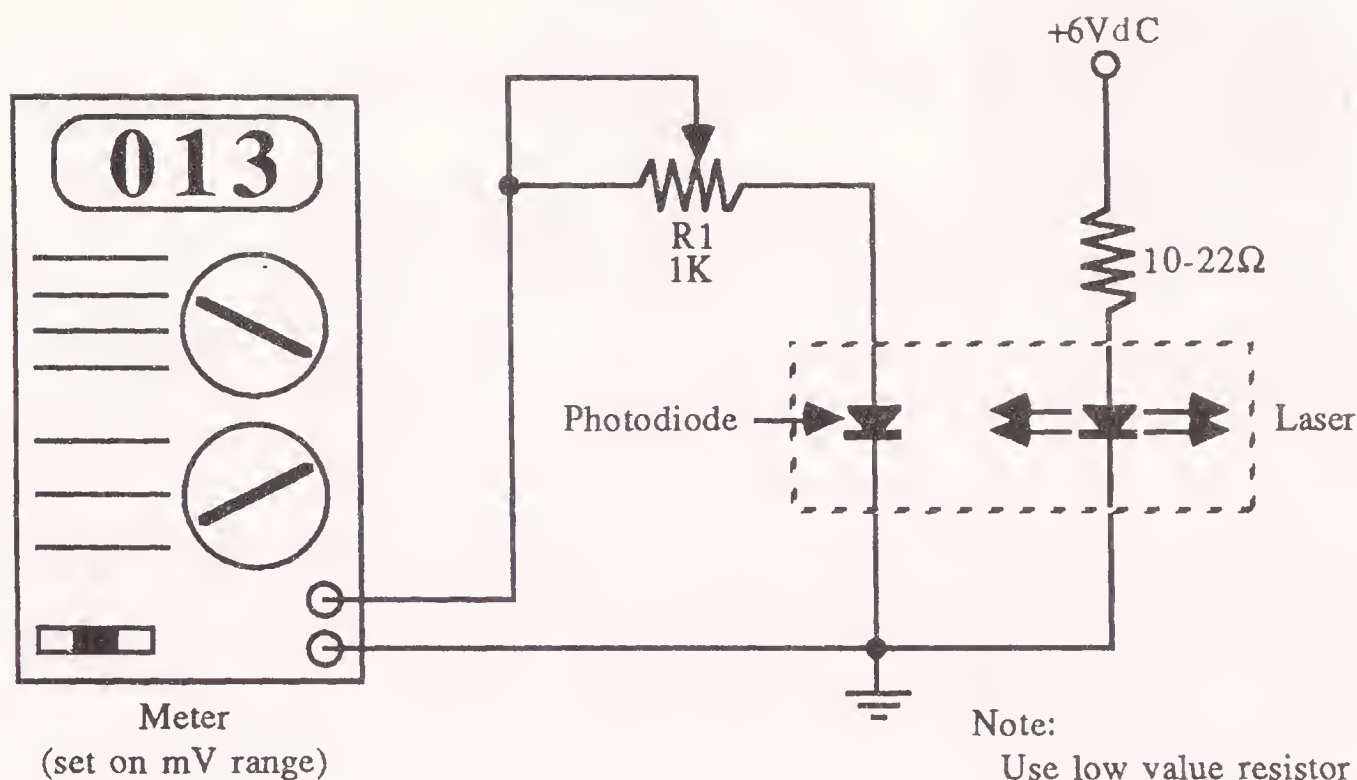 +6VdC
013
R1
1K
10-22Ω
Photodiode
Laser
Meter
(set on mV range)
Note:
Use low value resistor